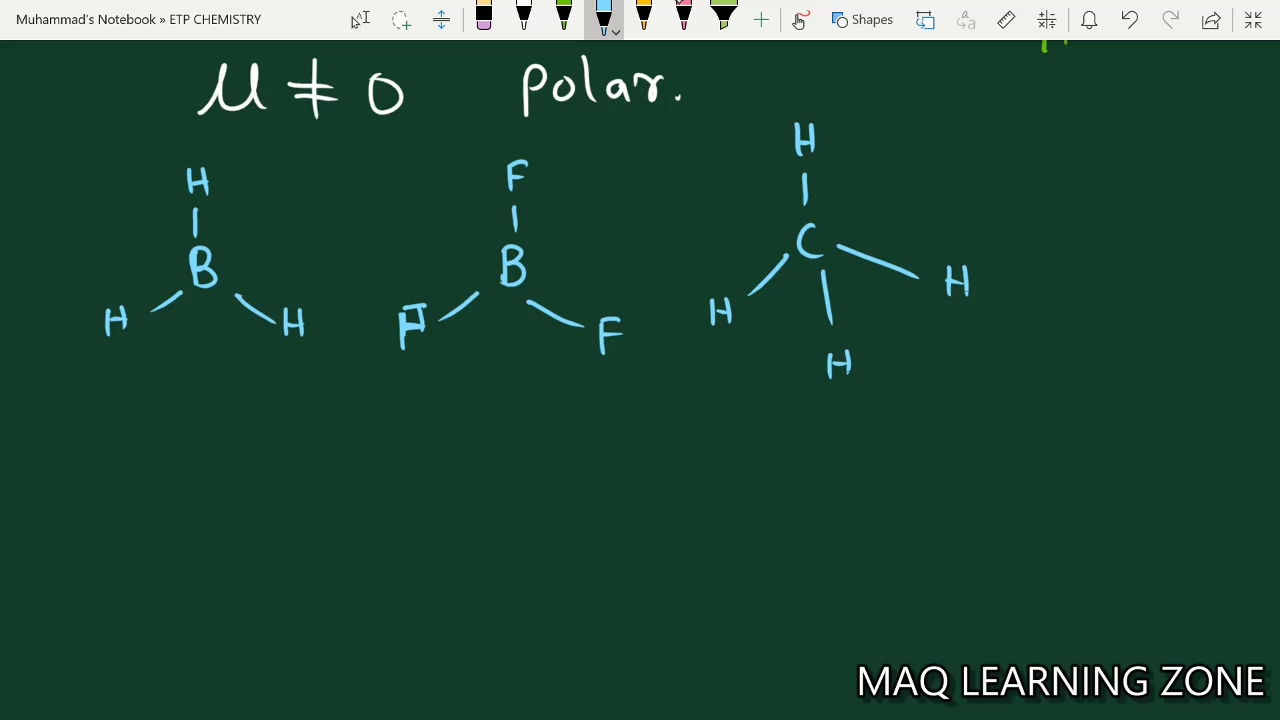 Muhammad's Notebook » ETP CHEMISTRY
Shapes
μ ≠ 0 polar.
H F H
B B C
H H F F H H
H
MAQ LEARNING ZONE